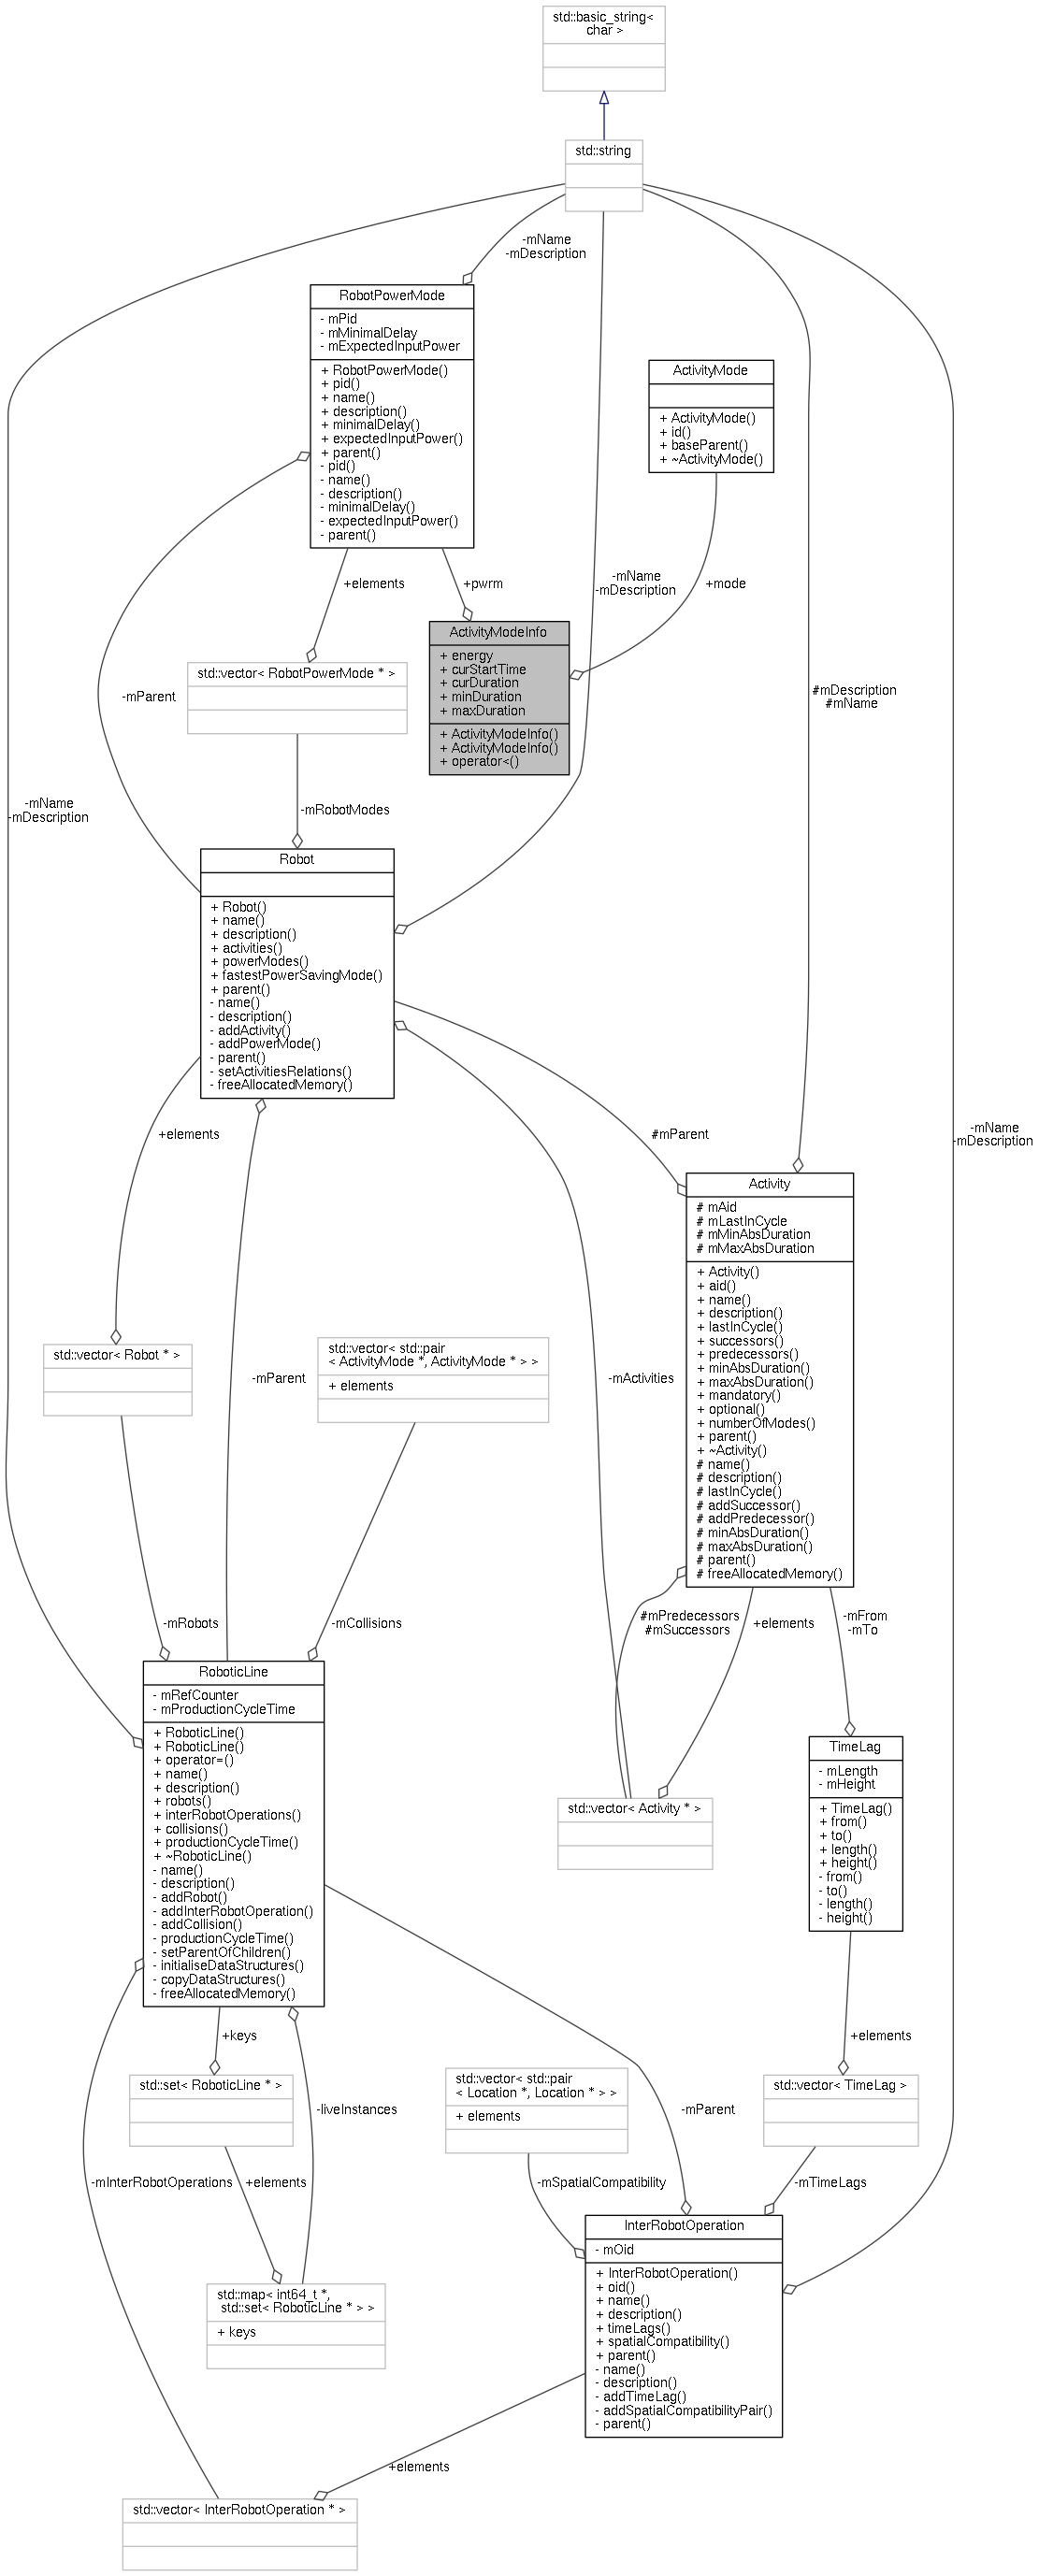 std::basic_string<
char >
std::string
-mName
-mDescription
RobotPowerMode
- mPid
- mMinimalDelay
- mExpectedInputPower
+ RobotPowerMode()
+ pid()
+ name()
+ description()
+ minimalDelay()
+ expectedInputPower()
+ parent()
- pid()
- name()
- description()
- minimalDelay()
- expectedInputPower()
- parent()
ActivityMode
+ ActivityMode()
+ id()
+ baseParent()
+ ~ActivityMode()
+elements
+pwrm
-mName
-mDescription
+mode
ActivityModeInfo
+ energy
+ curStartTime
+ curDuration
+ minDuration
+ maxDuration
+ ActivityModeInfo()
+ ActivityModeInfo()
+ operator<()
std::vector< RobotPowerMode * >
-mParent
#mDescription
#mName
-mName
-mDescription
-mRobotModes
Robot
+ Robot()
+ name()
+ description()
+ activities()
+ powerModes()
+ fastestPowerSavingMode()
+ parent()
- name()
- description()
- addActivity()
- addPowerMode()
- parent()
- setActivitiesRelations()
- freeAllocatedMemory()
+elements
#mParent
-mName
-mDescription
Activity
# mAid
# mLastInCycle
# mMinAbsDuration
# mMaxAbsDuration
+ Activity()
+ aid()
+ name()
+ description()
+ lastInCycle()
+ successors()
+ predecessors()
+ minAbsDuration()
+ maxAbsDuration()
+ mandatory()
+ optional()
+ numberOfModes()
+ parent()
+ ~Activity()
# name()
# description()
# lastInCycle()
# addSuccessor()
# addPredecessor()
# minAbsDuration()
# maxAbsDuration()
# parent()
# freeAllocatedMemory()
std::vector< Robot * >
std::vector< std::pair
< ActivityMode *, ActivityMode * > >
+ elements
-mParent
-mActivities
-mRobots
-mCollisions
#mPredecessors
#mSuccessors
+elements
-mFrom
-mTo
RoboticLine
- mRefCounter
- mProductionCycleTime
+ RoboticLine()
+ RoboticLine()
+ operator=()
+ name()
+ description()
+ robots()
+ interRobotOperations()
+ collisions()
+ productionCycleTime()
+ ~RoboticLine()
- name()
- description()
- addRobot()
- addInterRobotOperation()
- addCollision()
- productionCycleTime()
- setParentOfChildren()
- initialiseDataStructures()
- copyDataStructures()
- freeAllocatedMemory()
TimeLag
- mLength
- mHeight
+ TimeLag()
+ from()
+ to()
+ length()
+ height()
- from()
- to()
- length()
- height()
std::vector< Activity * >
+keys
+elements
std::set< RoboticLine * >
-liveInstances
std::vector< std::pair
< Location *, Location * > >
+ elements
-mParent
std::vector< TimeLag >
-mInterRobotOperations
+elements
-mSpatialCompatibility
-mTimeLags
InterRobotOperation
- mOid
+ InterRobotOperation()
+ oid()
+ name()
+ description()
+ timeLags()
+ spatialCompatibility()
+ parent()
- name()
- description()
- addTimeLag()
- addSpatialCompatibilityPair()
- parent()
std::map< int64_t *,
std::set< RoboticLine * > >
+ keys
+elements
std::vector< InterRobotOperation * >